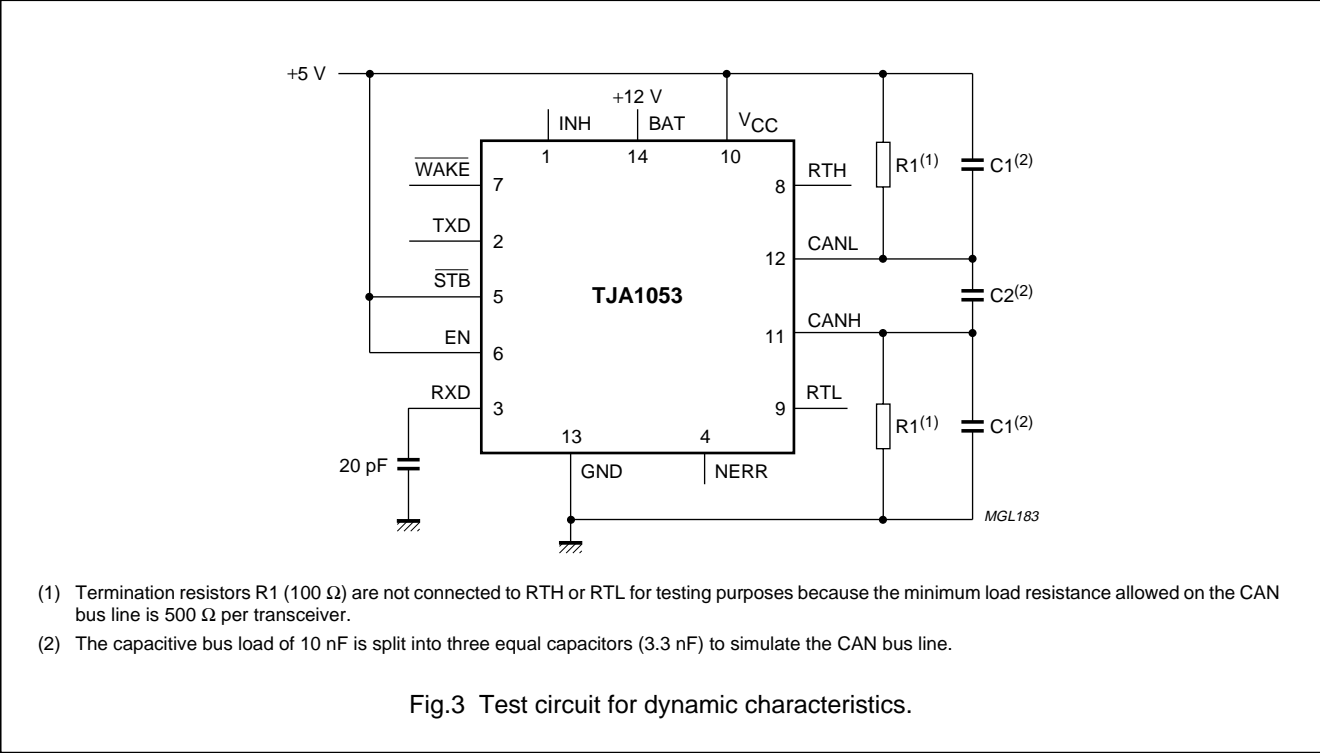 +5 V
+12 V
INH
BAT
VCC
1
14
10
WAKE
7
8
RTH
R1(1)
C1(2)
TXD
2
12
CANL
STB
5
TJA1053
C2(2)
EN
6
11
CANH
RXD
3
9
RTL
R1(1)
C1(2)
13
4
20 pF
GND
NERR
MGL183
(1) Termination resistors R1 (100 Ω) are not connected to RTH or RTL for testing purposes because the minimum load resistance allowed on the CAN
bus line is 500 Ω per transceiver.
(2) The capacitive bus load of 10 nF is split into three equal capacitors (3.3 nF) to simulate the CAN bus line.
Fig.3 Test circuit for dynamic characteristics.